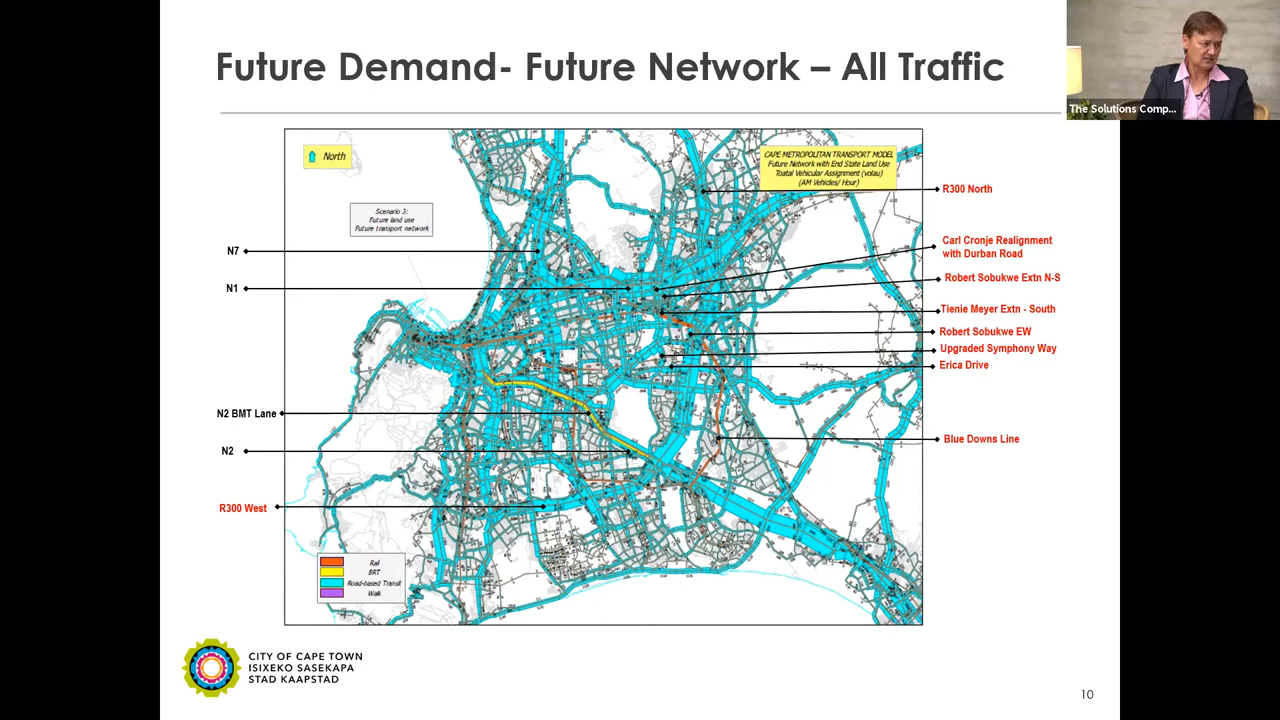 Future Demand- Future Network – All Traffic
The Solutions Comp...
North
CAPE METROPOLITAN TRANSPORT MODEL
Future Network with End State Land Use
Toatal Vehicular Assignment (volau)
(AM Vehicles/ Hour)
R300 North
Scenario 3:
Future land use
Future transport network
N7
Carl Cronje Realignment
with Durban Road
Robert Sobukwe Extn N-S
N1
Tienie Meyer Extn - South
Robert Sobukwe EW
Upgraded Symphony Way
Erica Drive
N2 BMT Lane
Blue Downs Line
N2
R300 West
Rail
BRT
Road-based Transit
Walk
CITY OF CAPE TOWN
ISIXEKO SASEKAPA
STAD KAAPSTAD
10